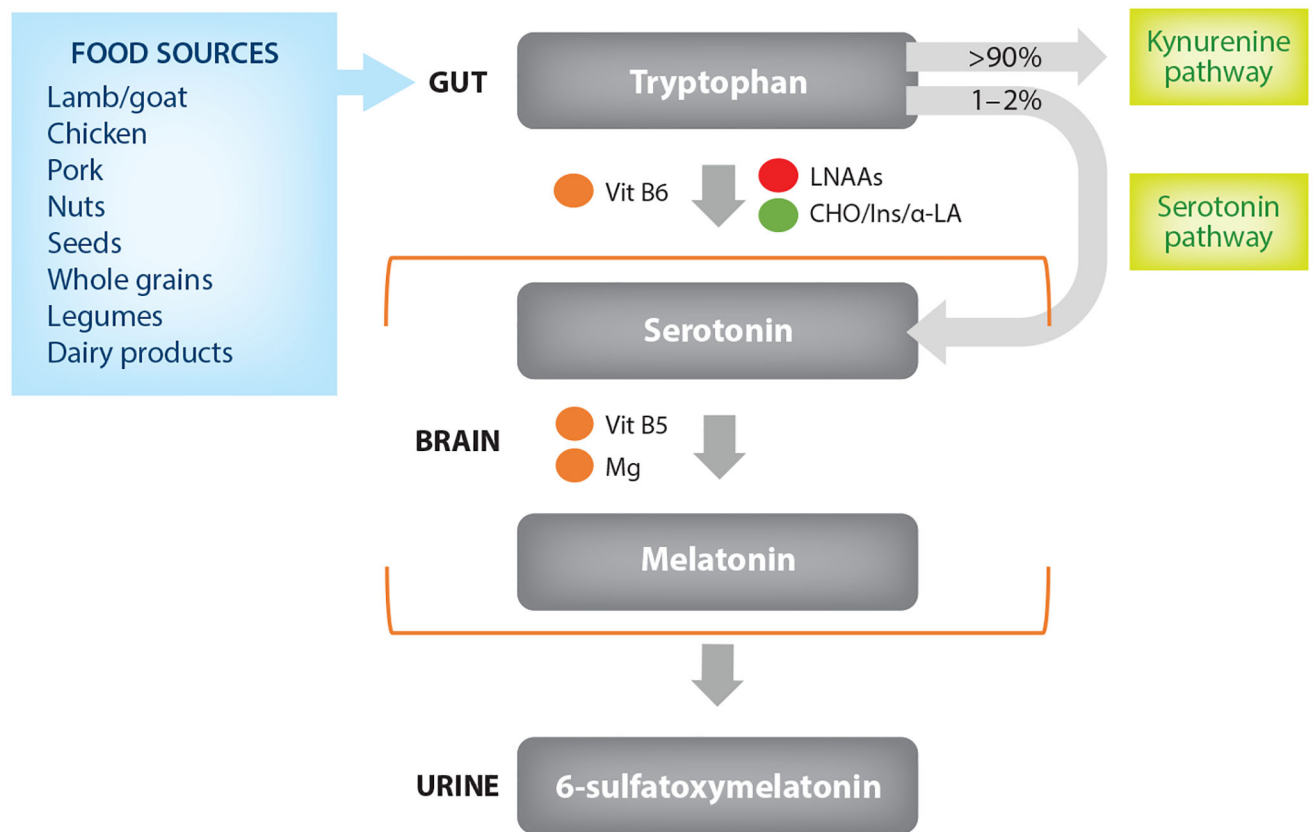 FOOD SOURCES
Lamb/goat
Chicken
Pork
Nuts
Seeds
Whole grains
Legumes
Dairy products
GUT
Tryptophan
>90%
1–2%
Kynurenine
pathway
Vit B6
LNAAs
CHO/Ins/α-LA
Serotonin
pathway
Serotonin
BRAIN
Vit B5
Mg
Melatonin
URINE
6-sulfatoxymelatonin